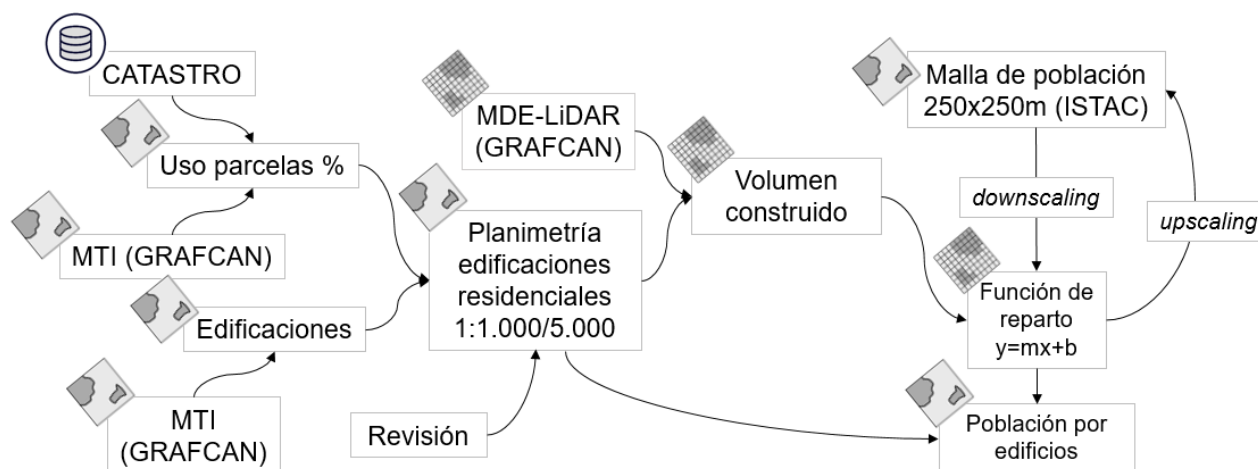 CATASTRO
Uso parcelas %
MTI (GRAFCAN)
Edificaciones
MTI
(GRAFCAN)
MDE-LiDAR
(GRAFCAN)
Planimetría
edificaciones
residenciales
1:1.000/5.000
Revisión
Volumen
construido
Malla de población
250x250m (ISTAC)
downscaling
upscaling
Función de
reparto
y=mx+b
Población por
edificios